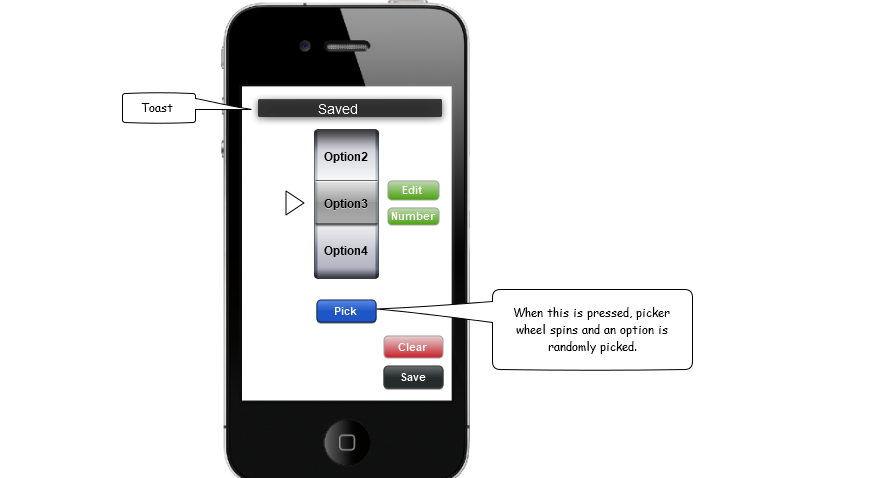 Toast
Saved
Option2
Option3
Option4
Edit
Number
Pick
When this is pressed, picker
wheel spins and an option is
randomly picked.
Clear
Save